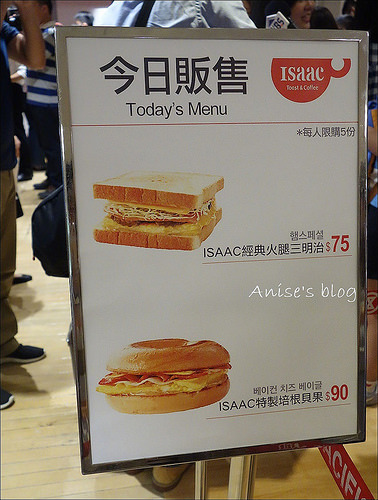 今日販售
Today's Menu
ISaac
Toast & Coffee
*每人限購5份
햄스페셜
ISAAC經典火腿三明治 $75
Anise's blog
베이컨 치즈 베이글
ISAAC特製培根貝果 $90